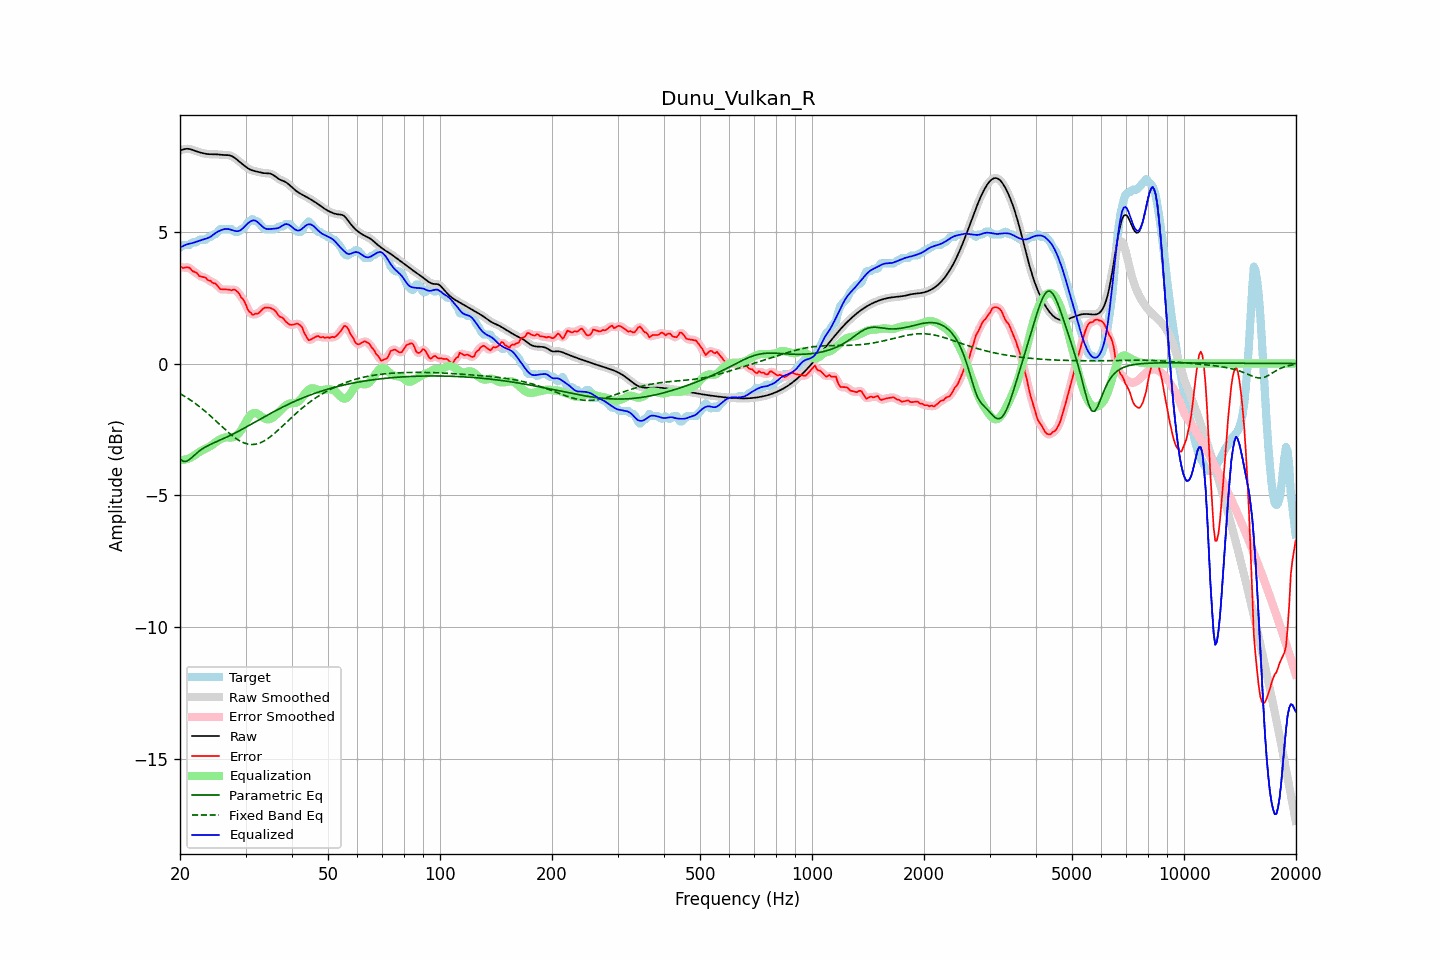 Dunu_Vulkan_R
5
0
−5
−10
−15
Amplitude (dBr)
Target
Raw Smoothed
Error Smoothed
Raw
Error
Equalization
Parametric Eq
Fixed Band Eq
Equalized
20 50 100 200 500 1000 2000 5000 10000 20000
Frequency (Hz)